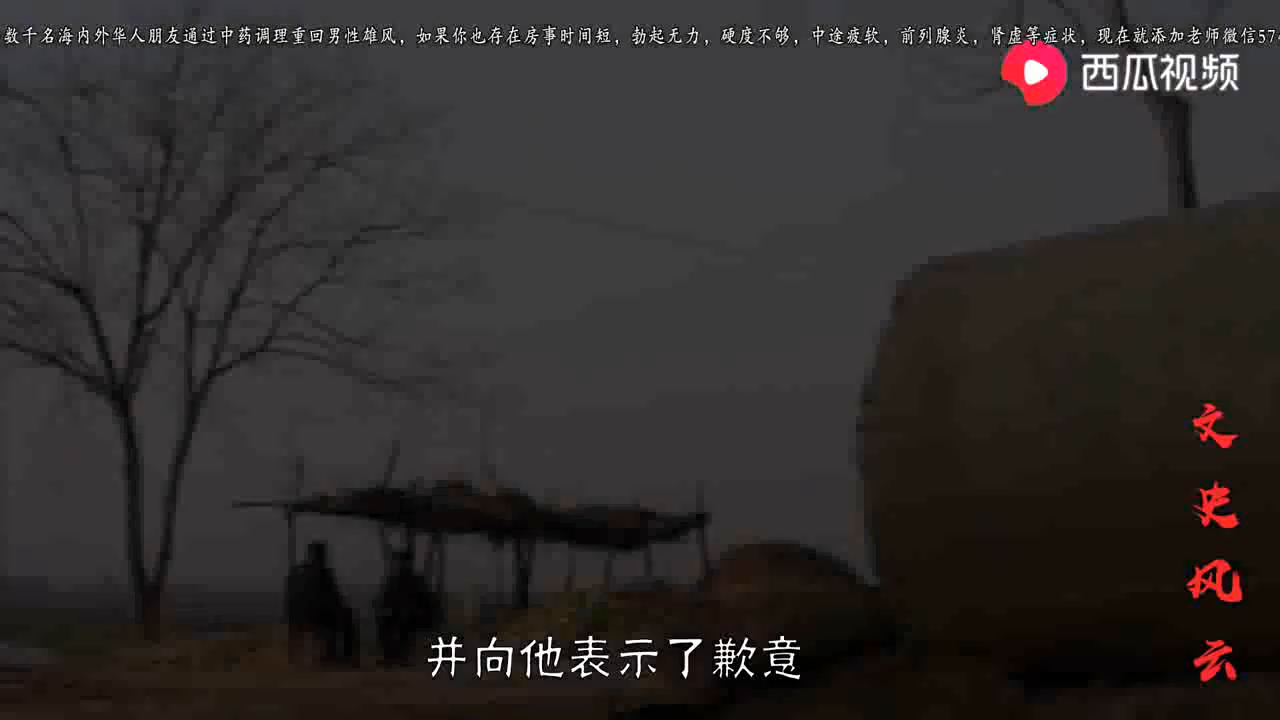 数千名海内外华人朋友通过中药调理重回男性雄风，如果你也存在房事时间短，勃起无力，硬度不够，中途疲软，前列腺炎，肾虚等症状，现在就添加老师微信574
西瓜视频
文史风云
并向他表示了歉意